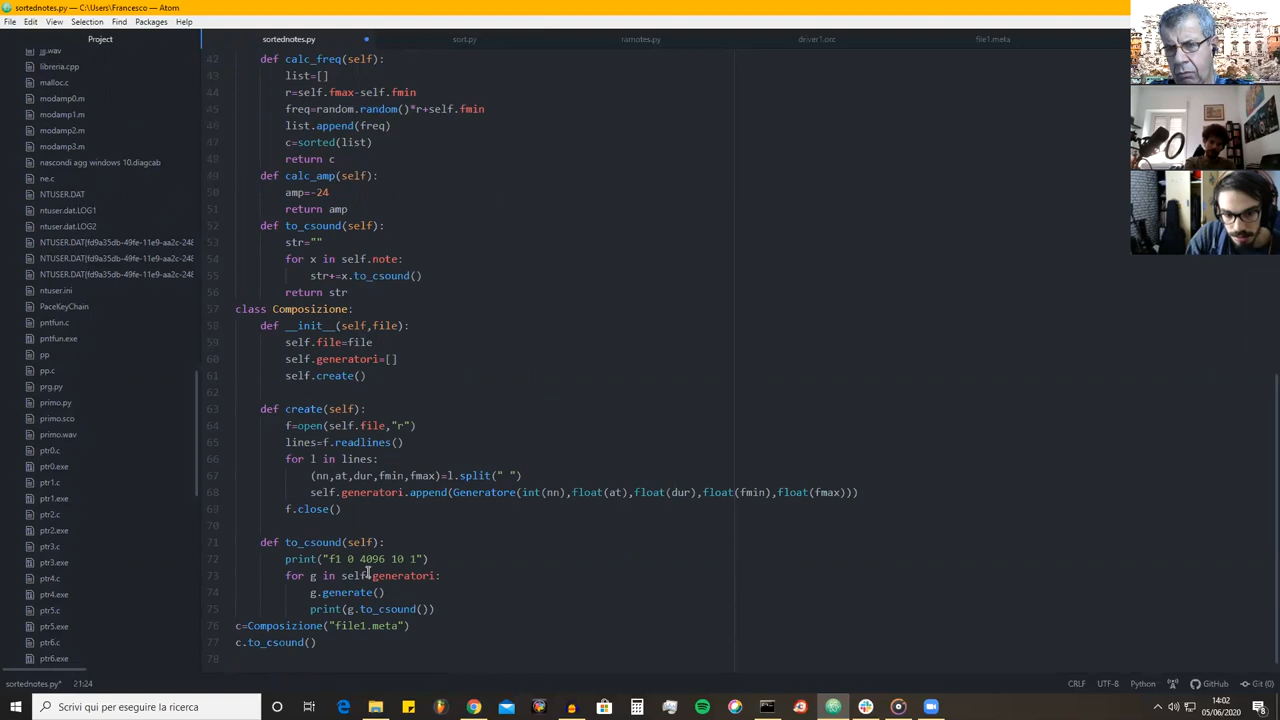 sortednotes.py — C:\Users\Francesco — Atom
File Edit View Selection Find Packages Help
Project
sortednotes.py sort.py ramotes.py driver1.orc file1.meta
jjj.wav
libreria.cpp
malloc.c
modamp0.m
modamp1.m
modamp2.m
modamp3.m
nascondi agg windows 10.diagcab
ne.c
NTUSER.DAT
ntuser.dat.LOG1
ntuser.dat.LOG2
NTUSER.DAT{fd9a35db-49fe-11e9-aa2c-248
NTUSER.DAT{fd9a35db-49fe-11e9-aa2c-248
NTUSER.DAT{fd9a35db-49fe-11e9-aa2c-248
ntuser.ini
PaceKeyChain
pntfun.c
pntfun.exe
pp
pp.c
prg.py
primo.py
primo.sco
primo.wav
ptr0.c
ptr0.exe
ptr1.c
ptr1.exe
ptr2.c
ptr2.exe
ptr3.c
ptr3.exe
ptr4.c
ptr4.exe
ptr5.c
ptr5.exe
ptr6.c
ptr6.exe
42 def calc_freq(self):
43 list=[]
44 r=self.fmax-self.fmin
45 freq=random.random()*r+self.fmin
46 list.append(freq)
47 c=sorted(list)
48 return c
49 def calc_amp(self):
50 amp=-24
51 return amp
52 def to_csound(self):
53 str=""
54 for x in self.note:
55 str+=x.to_csound()
56 return str
57 class Composizione:
58 def __init__(self,file):
59 self.file=file
60 self.generatori=[]
61 self.create()
62
63 def create(self):
64 f=open(self.file,"r")
65 lines=f.readlines()
66 for l in lines:
67 (nn,at,dur,fmin,fmax)=l.split(" ")
68 self.generatori.append(Generatore(int(nn),float(at),float(dur),float(fmin),float(fmax)))
69 f.close()
70
71 def to_csound(self):
72 print("f1 0 4096 10 1")
73 for g in self.generatori:
74 g.generate()
75 print(g.to_csound())
76 c=Composizione("file1.meta")
77 c.to_csound()
78
sortednotes.py* 21:24 CRLF UTF-8 Python GitHub Git (0)
Scrivi qui per eseguire la ricerca
14:02
05/06/2020